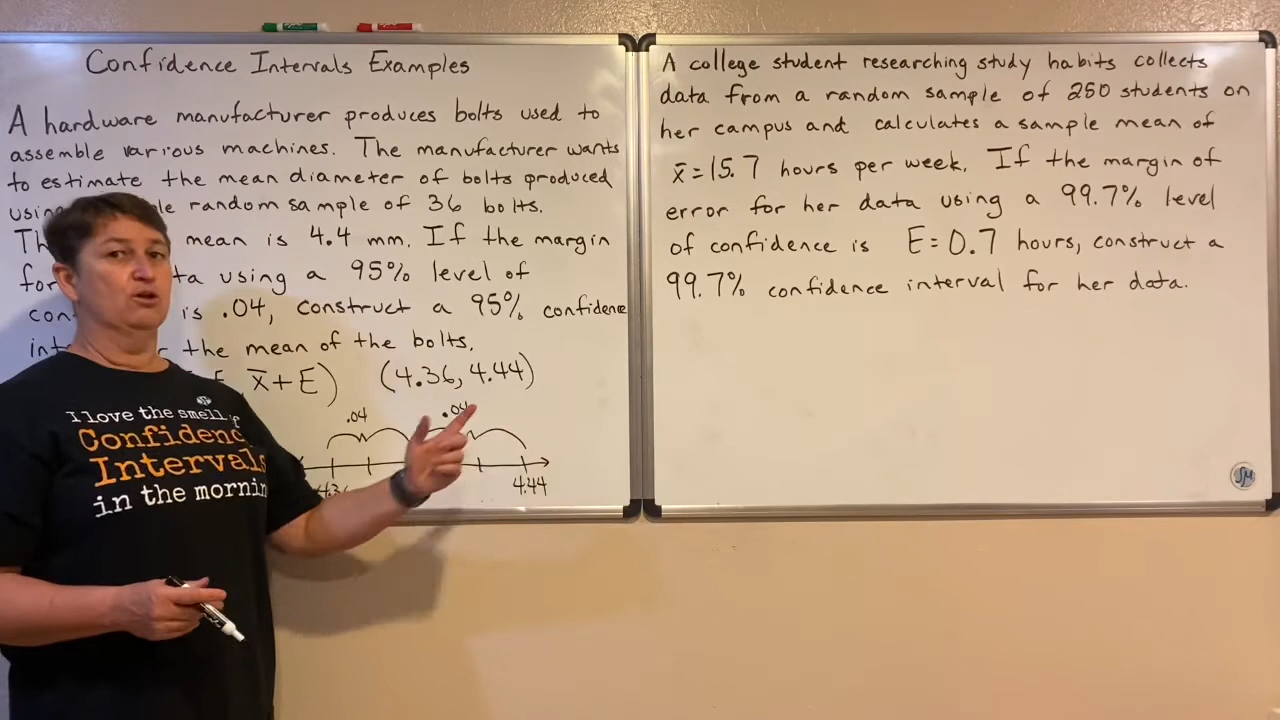 Confidence Intervals Examples
A hardware manufacturer produces bolts used to
assemble various machines. The manufacturer wants
to estimate the mean diameter of bolts produced
using le random sample of 36 bolts.
Th mean is 4.4 mm. If the margin
for ta using a 95% level of
con is .04, construct a 95% confidence
int r the mean of the bolts.
E, x̄+E) (4.36, 4.44)
.04 .04
4.36 4.44
A college student researching study habits collects
data from a random sample of 250 students on
her campus and calculates a sample mean of
x̄=15.7 hours per week. If the margin of
error for her data using a 99.7% level
of confidence is E=0.7 hours, construct a
99.7% confidence interval for her data.
I love the smell of
Confidence
Intervals
in the mornin